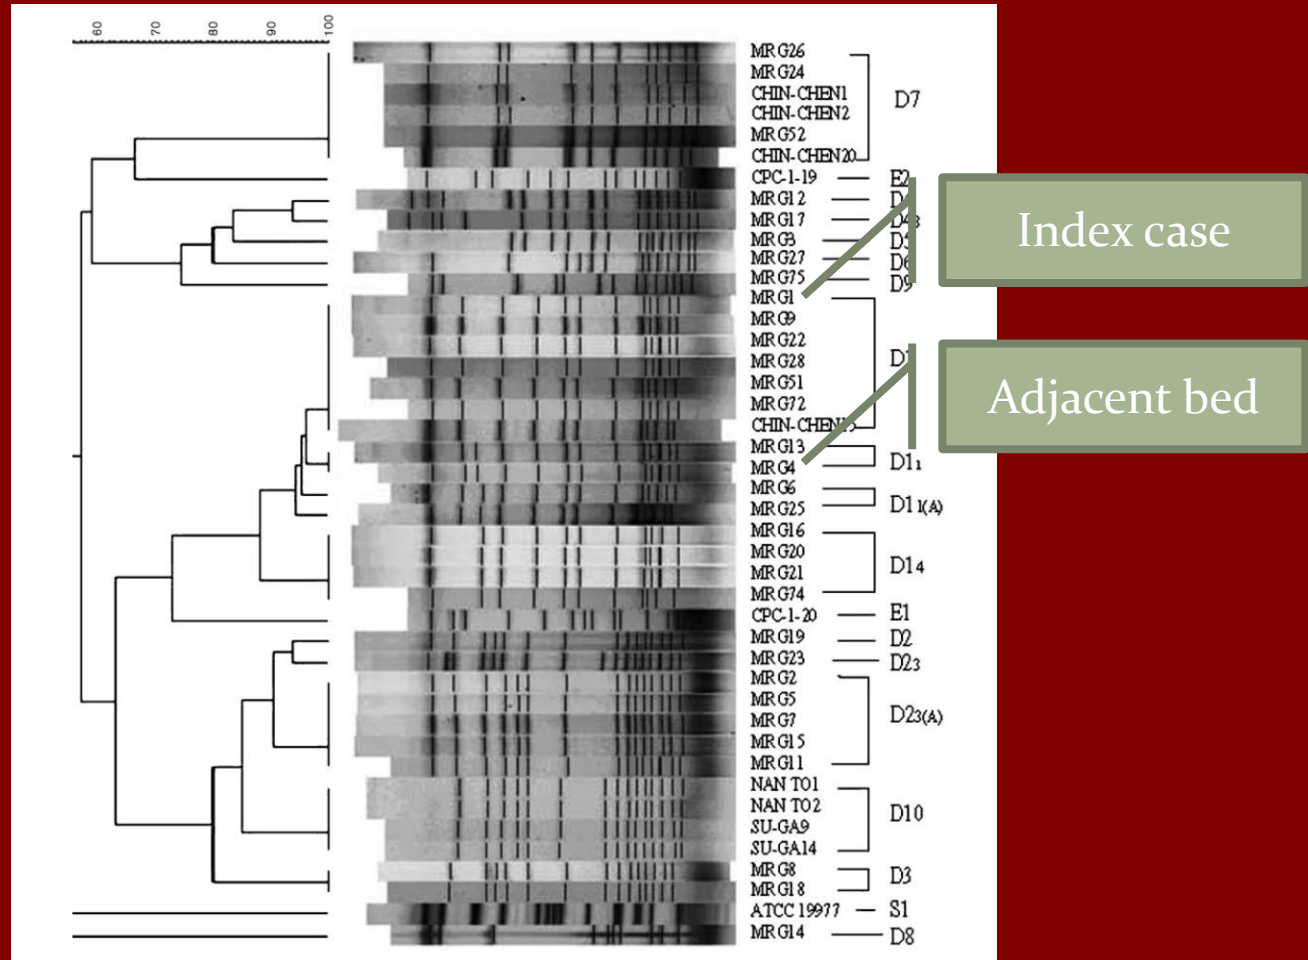 60 70 80 90 100
MRG26
MRG24
CHIN-CHEN1
D7
CHIN-CHEN2
MRG52
CHIN-CHEN20
CPC-1-19 E2
MRG12
MRG17
MRG3 D5
MRG27 D6
MRG75 D9
Index case
MRG1
MRG9
MRG22
MRG28
MRG51
MRG72
Adjacent bed
MRG13
MRG4 D11
MRG6
MRG25 D11(A)
MRG16
MRG20
MRG21 D14
MRG74
CPC-1-20 E1
MRG19 D2
MRG23 D23
MRG2
MRG5
MRG7 D23(A)
MRG15
MRG11
NANTO1
NANTO2 D10
SU-GA9
SU-GA14
MRG8 D3
MRG18
ATCC 19977 S1
MRG14 D8